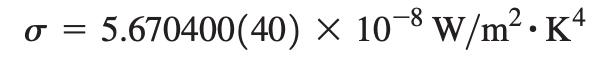 σ = 5.670400(40) × 10⁻⁸ W/m² · K⁴